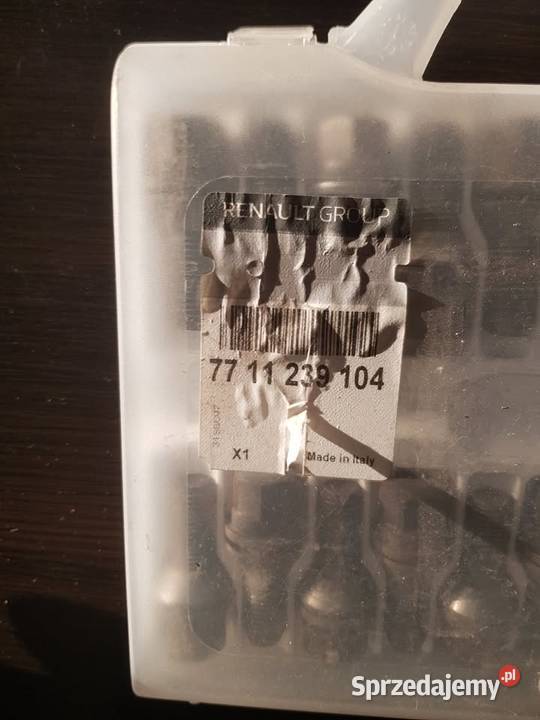 RENAULT GROUP
77 11 239 104
X1
Made in Italy
Sprzedajemy.pl